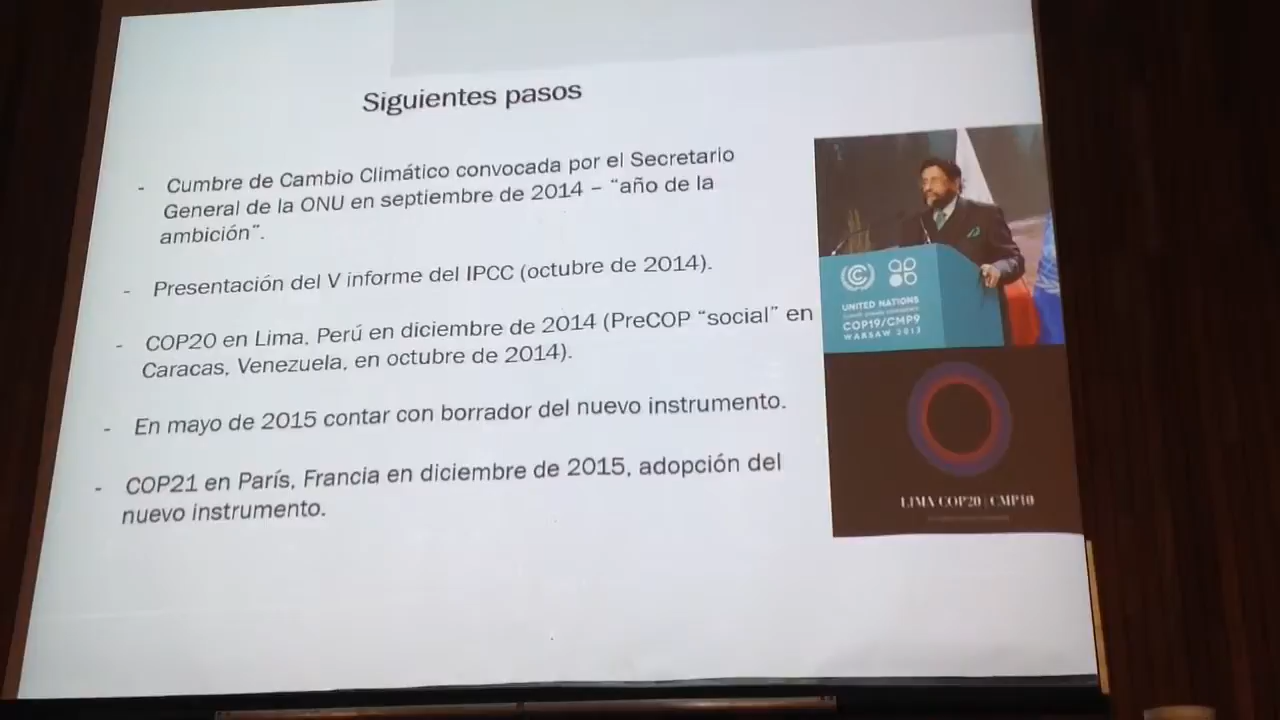 Siguientes pasos
- Cumbre de Cambio Climático convocada por el Secretario
General de la ONU en septiembre de 2014 – “año de la
ambición”.
- Presentación del V informe del IPCC (octubre de 2014).
- COP20 en Lima, Perú en diciembre de 2014 (PreCOP “social” en
Caracas, Venezuela, en octubre de 2014).
- En mayo de 2015 contar con borrador del nuevo instrumento.
- COP21 en París, Francia en diciembre de 2015, adopción del
nuevo instrumento.
UNITED NATIONS
COP19/CMP9
WARSAW 2013
LIMA COP20 | CMP10